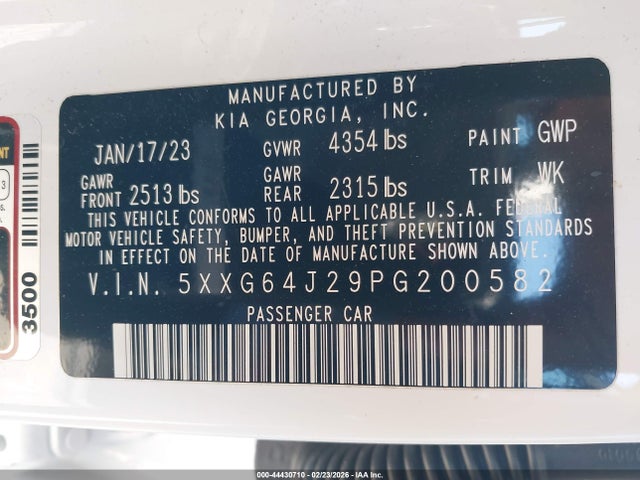 MANUFACTURED BY
KIA GEORGIA, INC.
JAN/17/23 GVWR 4354 lbs PAINT GWP
GAWR FRONT 2513 lbs GAWR REAR 2315 lbs TRIM WK
THIS VEHICLE CONFORMS TO ALL APPLICABLE U.S.A. FEDERAL
MOTOR VEHICLE SAFETY, BUMPER, AND THEFT PREVENTION STANDARDS
IN EFFECT ON THE DATE OF MANUFACTURE SHOWN ABOVE.
V.I.N. 5XXG64J29PG200582
PASSENGER CAR
3500
000-44430710 - 02/23/2026 - IAA Inc.